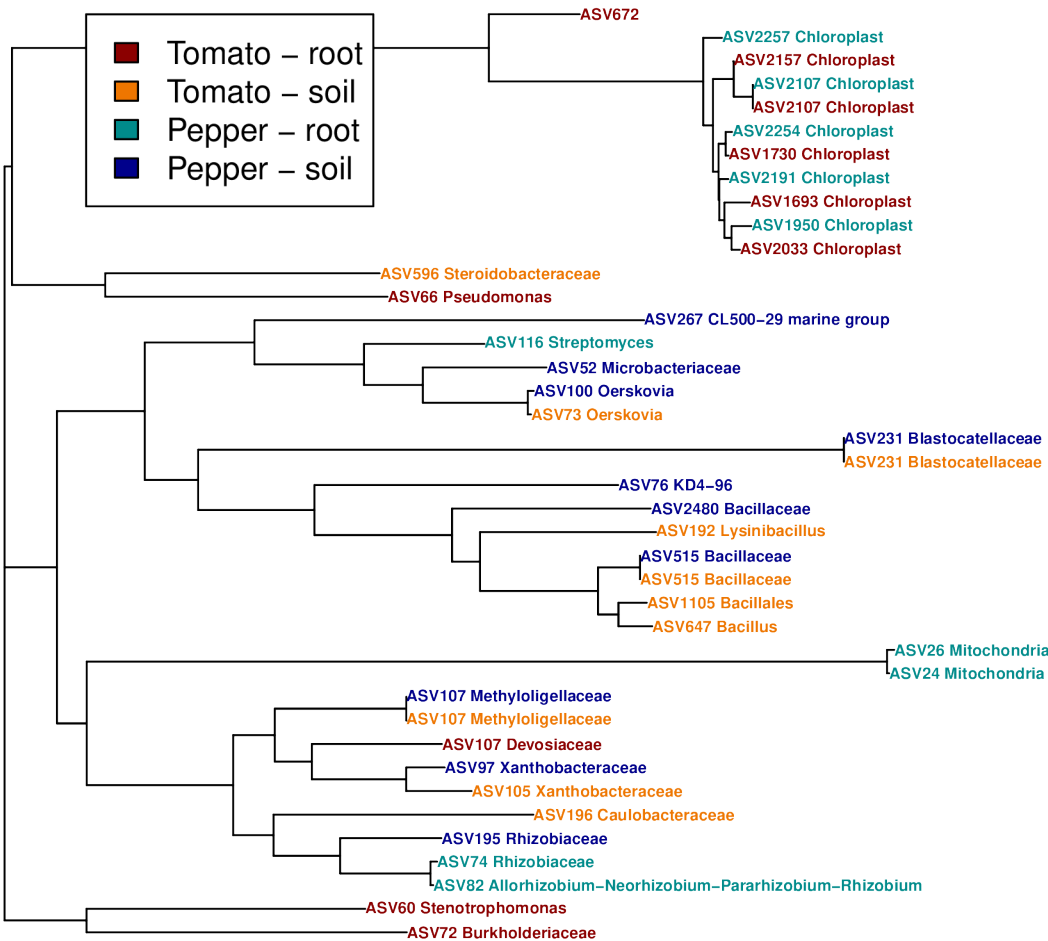 ASV672
ASV2257 Chloroplast
Tomato – root
ASV2157 Chloroplast
ASV2107 Chloroplast
Tomato – soil
ASV2107 Chloroplast
Pepper – root
ASV2254 Chloroplast
ASV1730 Chloroplast
Pepper – soil
ASV2191 Chloroplast
ASV1693 Chloroplast
ASV1950 Chloroplast
ASV2033 Chloroplast
ASV596 Steroidobacteraceae
ASV66 Pseudomonas
ASV267 CL500–29 marine group
ASV116 Streptomyces
ASV52 Microbacteriaceae
ASV100 Oerskovia
ASV73 Oerskovia
ASV231 Blastocatellaceae
ASV231 Blastocatellaceae
ASV76 KD4–96
ASV2480 Bacillaceae
ASV192 Lysinibacillus
ASV515 Bacillaceae
ASV515 Bacillaceae
ASV1105 Bacillales
ASV647 Bacillus
ASV26 Mitochondria
ASV24 Mitochondria
ASV107 Methyloligellaceae
ASV107 Methyloligellaceae
ASV107 Devosiaceae
ASV97 Xanthobacteraceae
ASV105 Xanthobacteraceae
ASV196 Caulobacteraceae
ASV195 Rhizobiaceae
ASV74 Rhizobiaceae
ASV82 Allorhizobium–Neorhizobium–Pararhizobium–Rhizobium
ASV60 Stenotrophomonas
ASV72 Burkholderiaceae